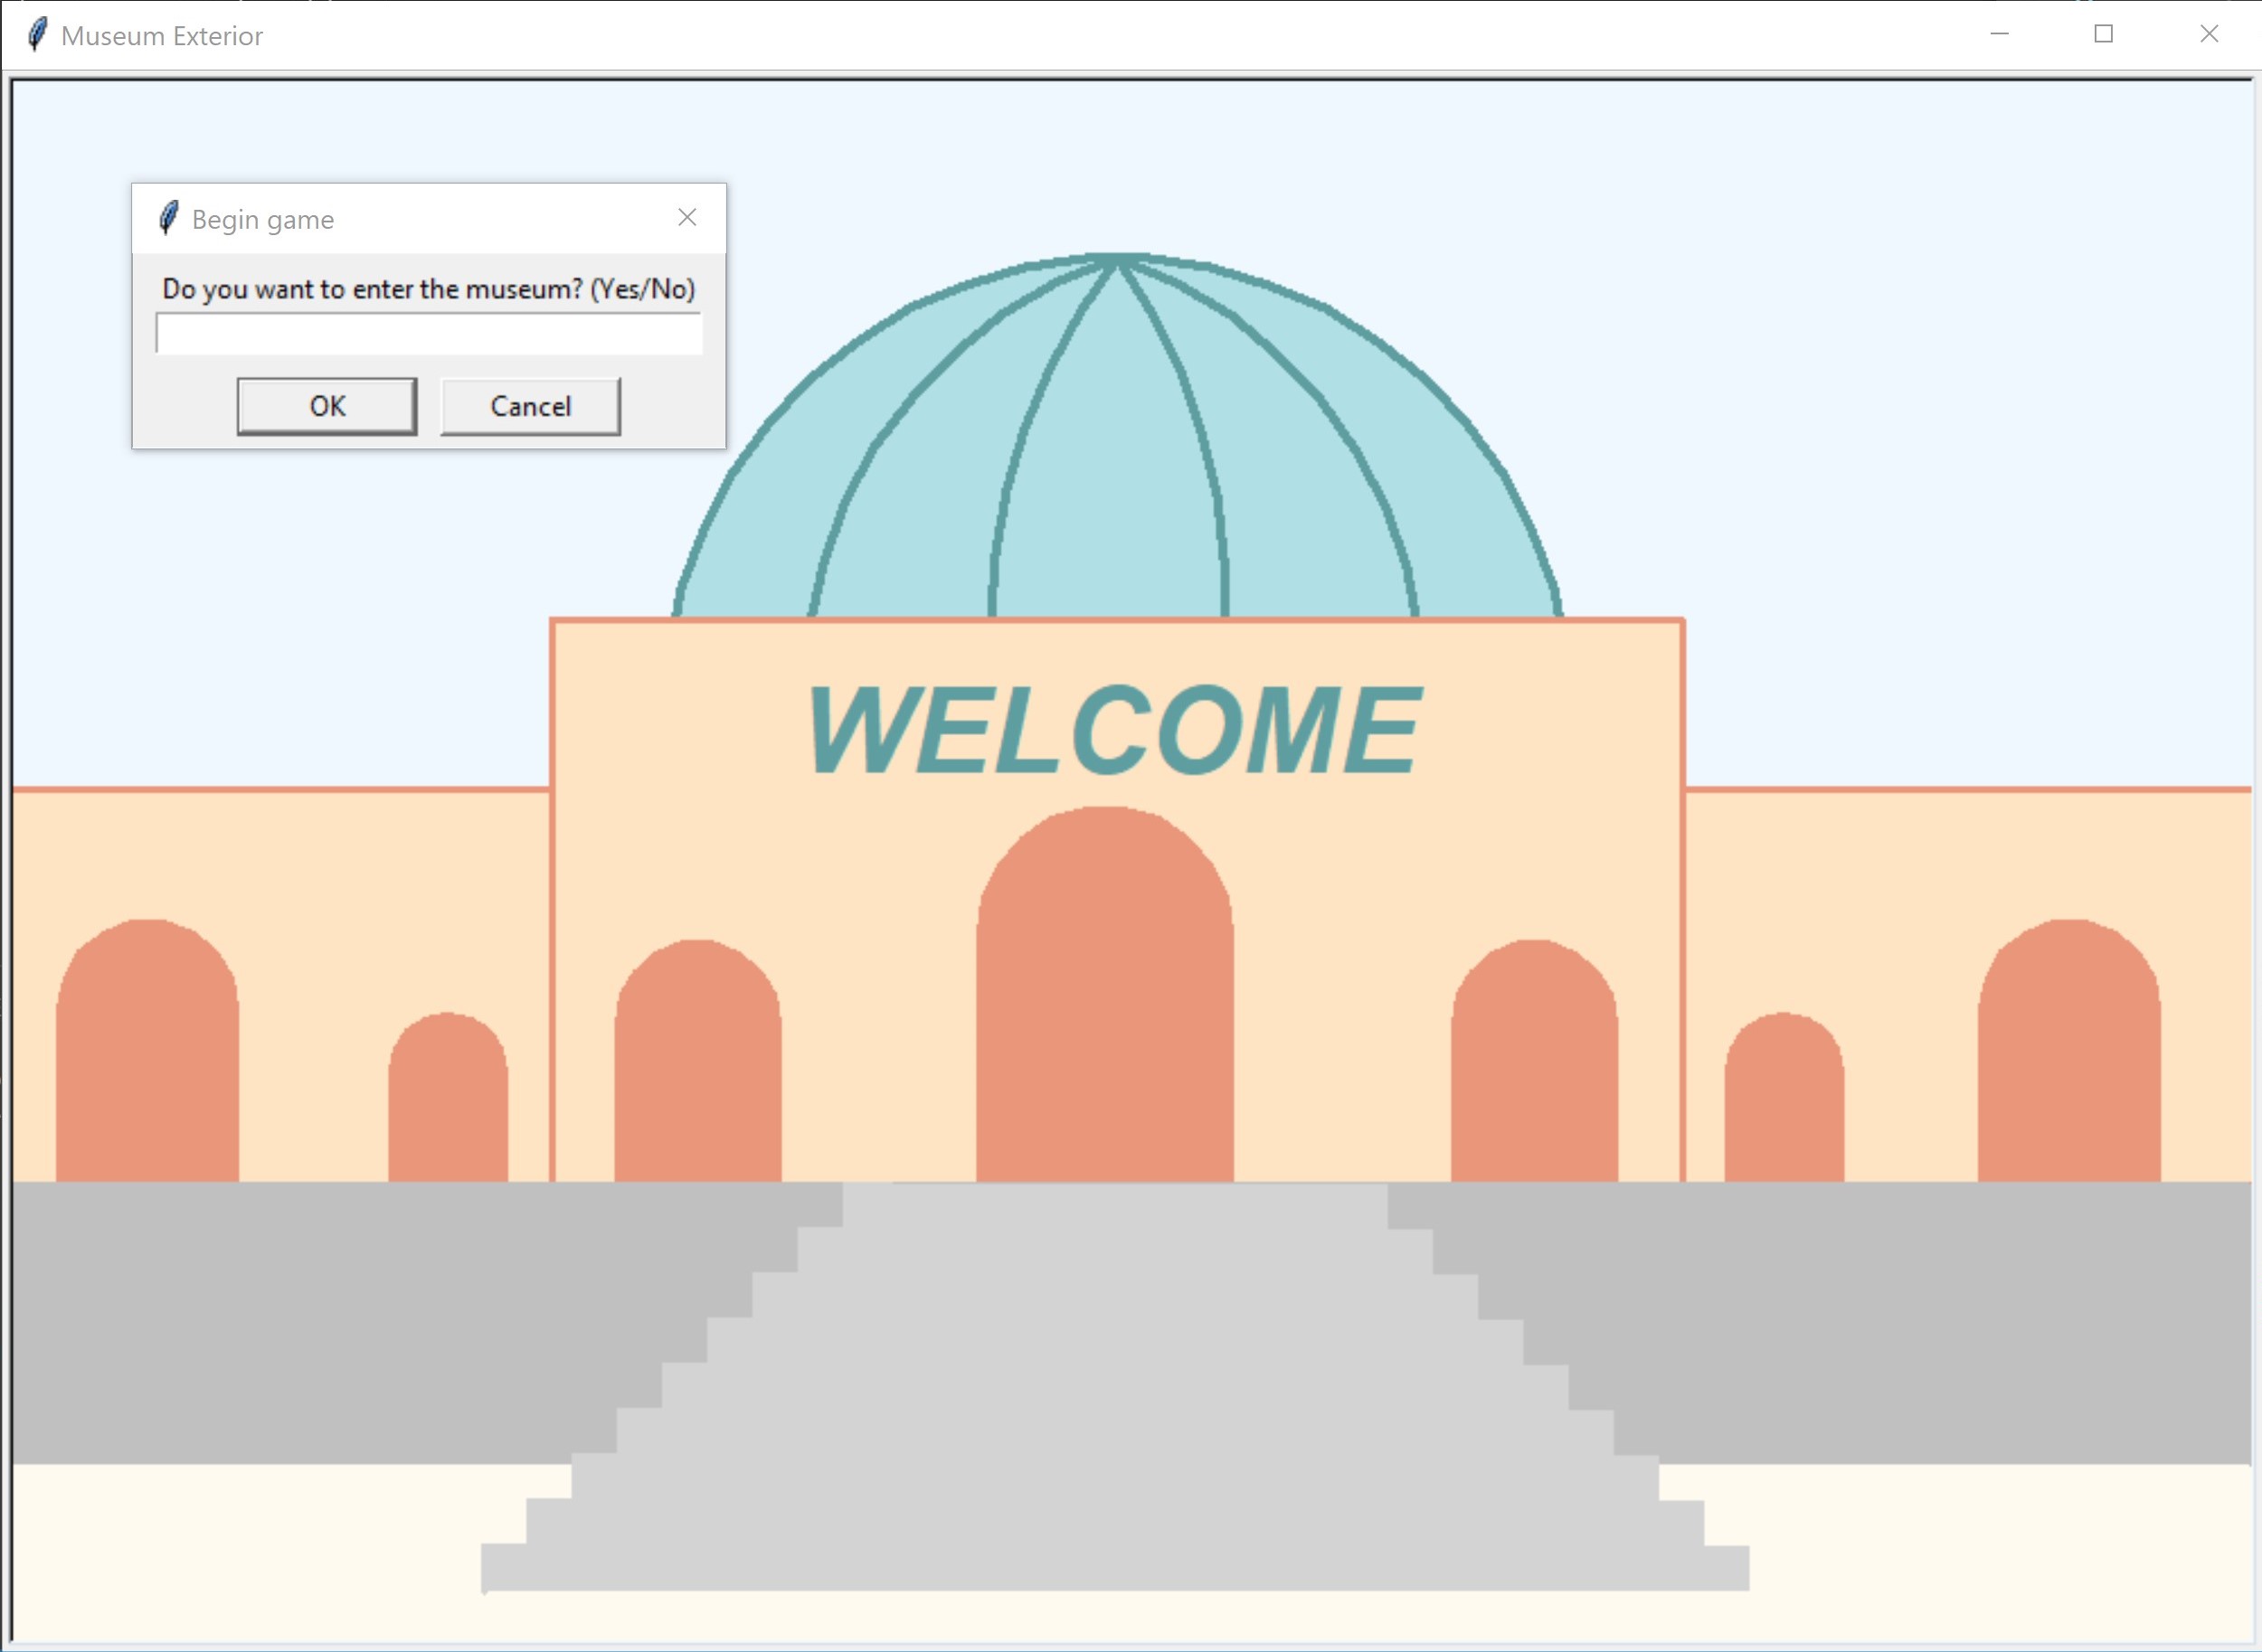 Museum Exterior
Begin game
Do you want to enter the museum? (Yes/No)
OK
Cancel
WELCOME